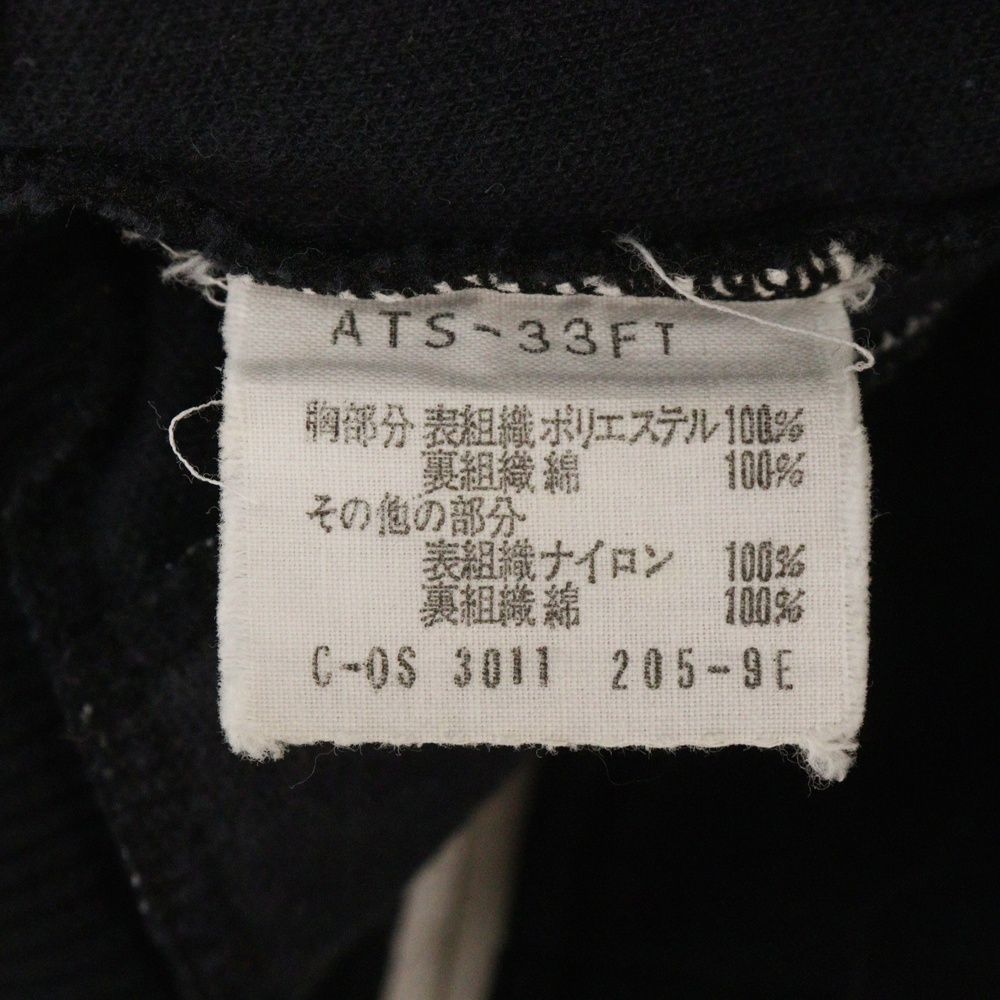 ATS-33FT
胸部分 表組織 ポリエステル 100%
裏組織 綿 100%
その他の部分
表組織 ナイロン 100%
裏組織 綿 100%
C-OS 3011 205-9E